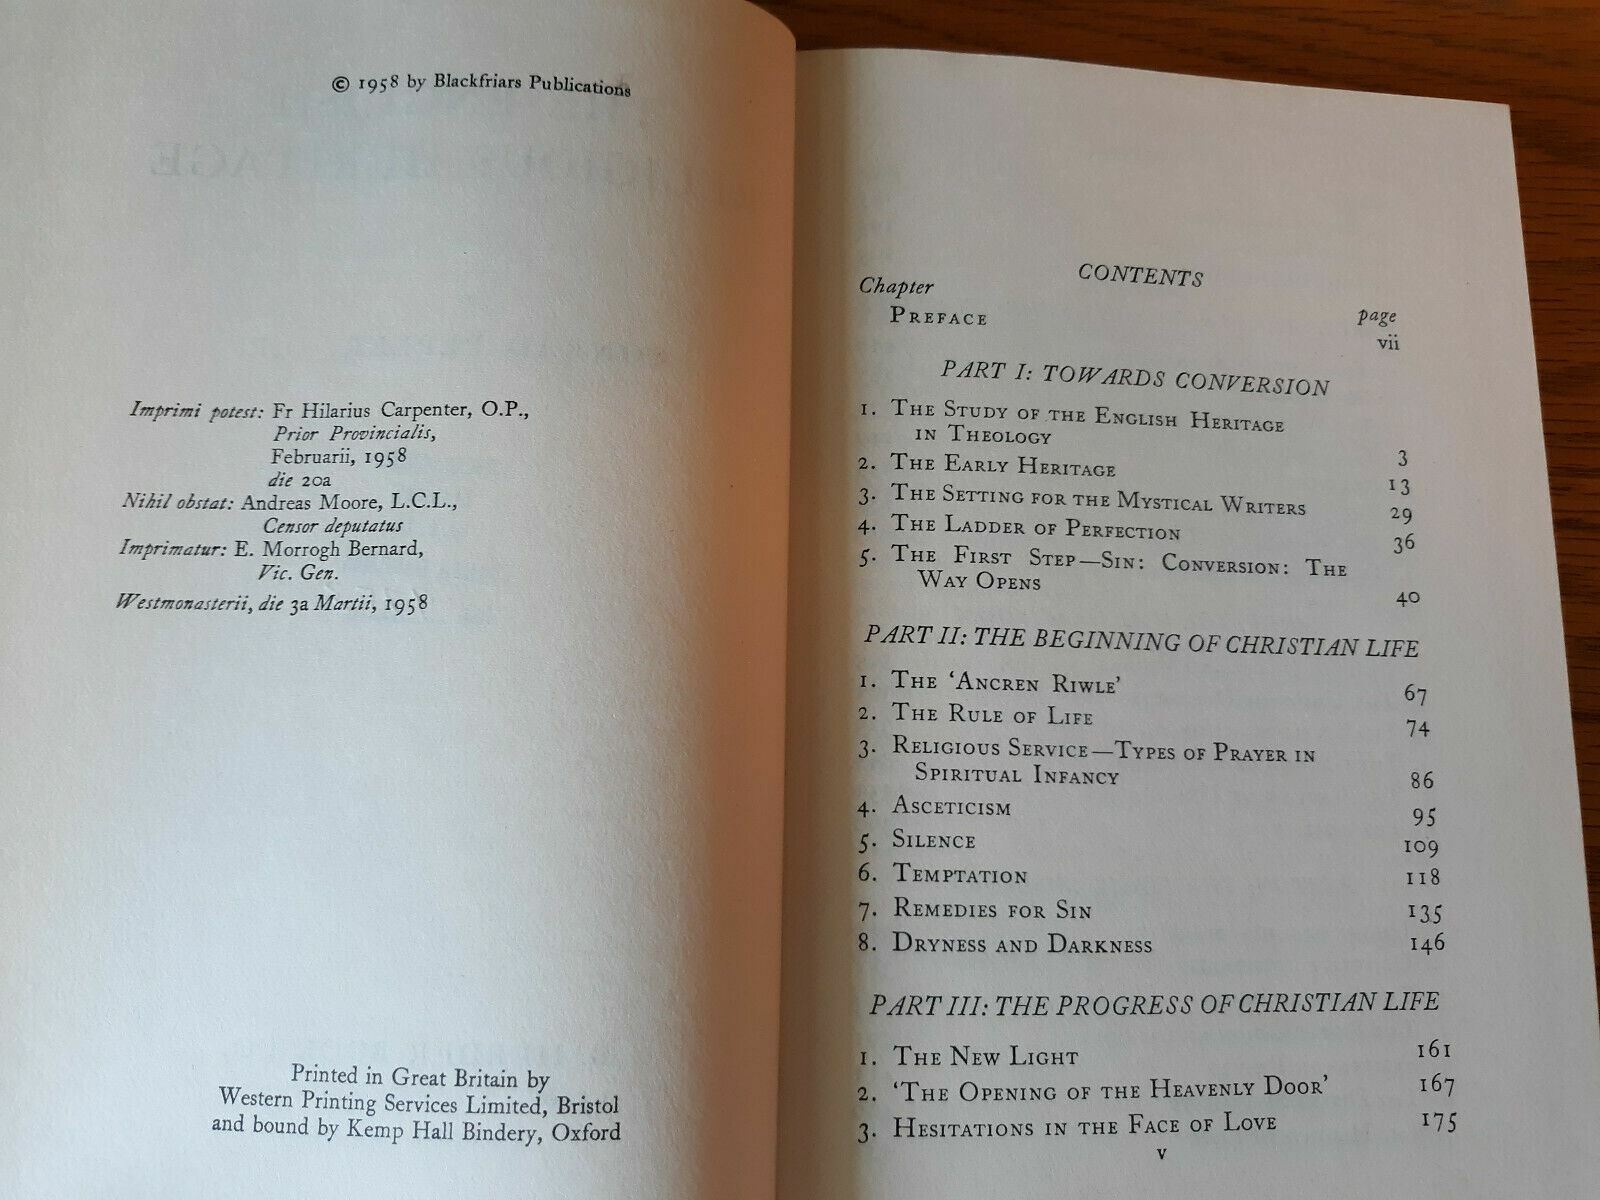 © 1958 by Blackfriars Publications
Imprimi potest: Fr Hilarius Carpenter, O.P.,
Prior Provincialis,
Februarii, 1958
die 20a
Nihil obstat: Andreas Moore, L.C.L.,
Censor deputatus
Imprimatur: E. Morrogh Bernard,
Vic. Gen.
Westmonasterii, die 3a Martii, 1958
Printed in Great Britain by
Western Printing Services Limited, Bristol
and bound by Kemp Hall Bindery, Oxford
CONTENTS
Chapter
page
PREFACE vii
PART I: TOWARDS CONVERSION
1. THE STUDY OF THE ENGLISH HERITAGE
IN THEOLOGY 3
2. THE EARLY HERITAGE 13
3. THE SETTING FOR THE MYSTICAL WRITERS 29
4. THE LADDER OF PERFECTION 36
5. THE FIRST STEP—SIN: CONVERSION: THE
WAY OPENS 40
PART II: THE BEGINNING OF CHRISTIAN LIFE
1. THE ‘ANCREN RIWLE’ 67
2. THE RULE OF LIFE 74
3. RELIGIOUS SERVICE—TYPES OF PRAYER IN
SPIRITUAL INFANCY 86
4. ASCETICISM 95
5. SILENCE 109
6. TEMPTATION 118
7. REMEDIES FOR SIN 135
8. DRYNESS AND DARKNESS 146
PART III: THE PROGRESS OF CHRISTIAN LIFE
1. THE NEW LIGHT 161
2. ‘THE OPENING OF THE HEAVENLY DOOR’ 167
3. HESITATIONS IN THE FACE OF LOVE 175
v